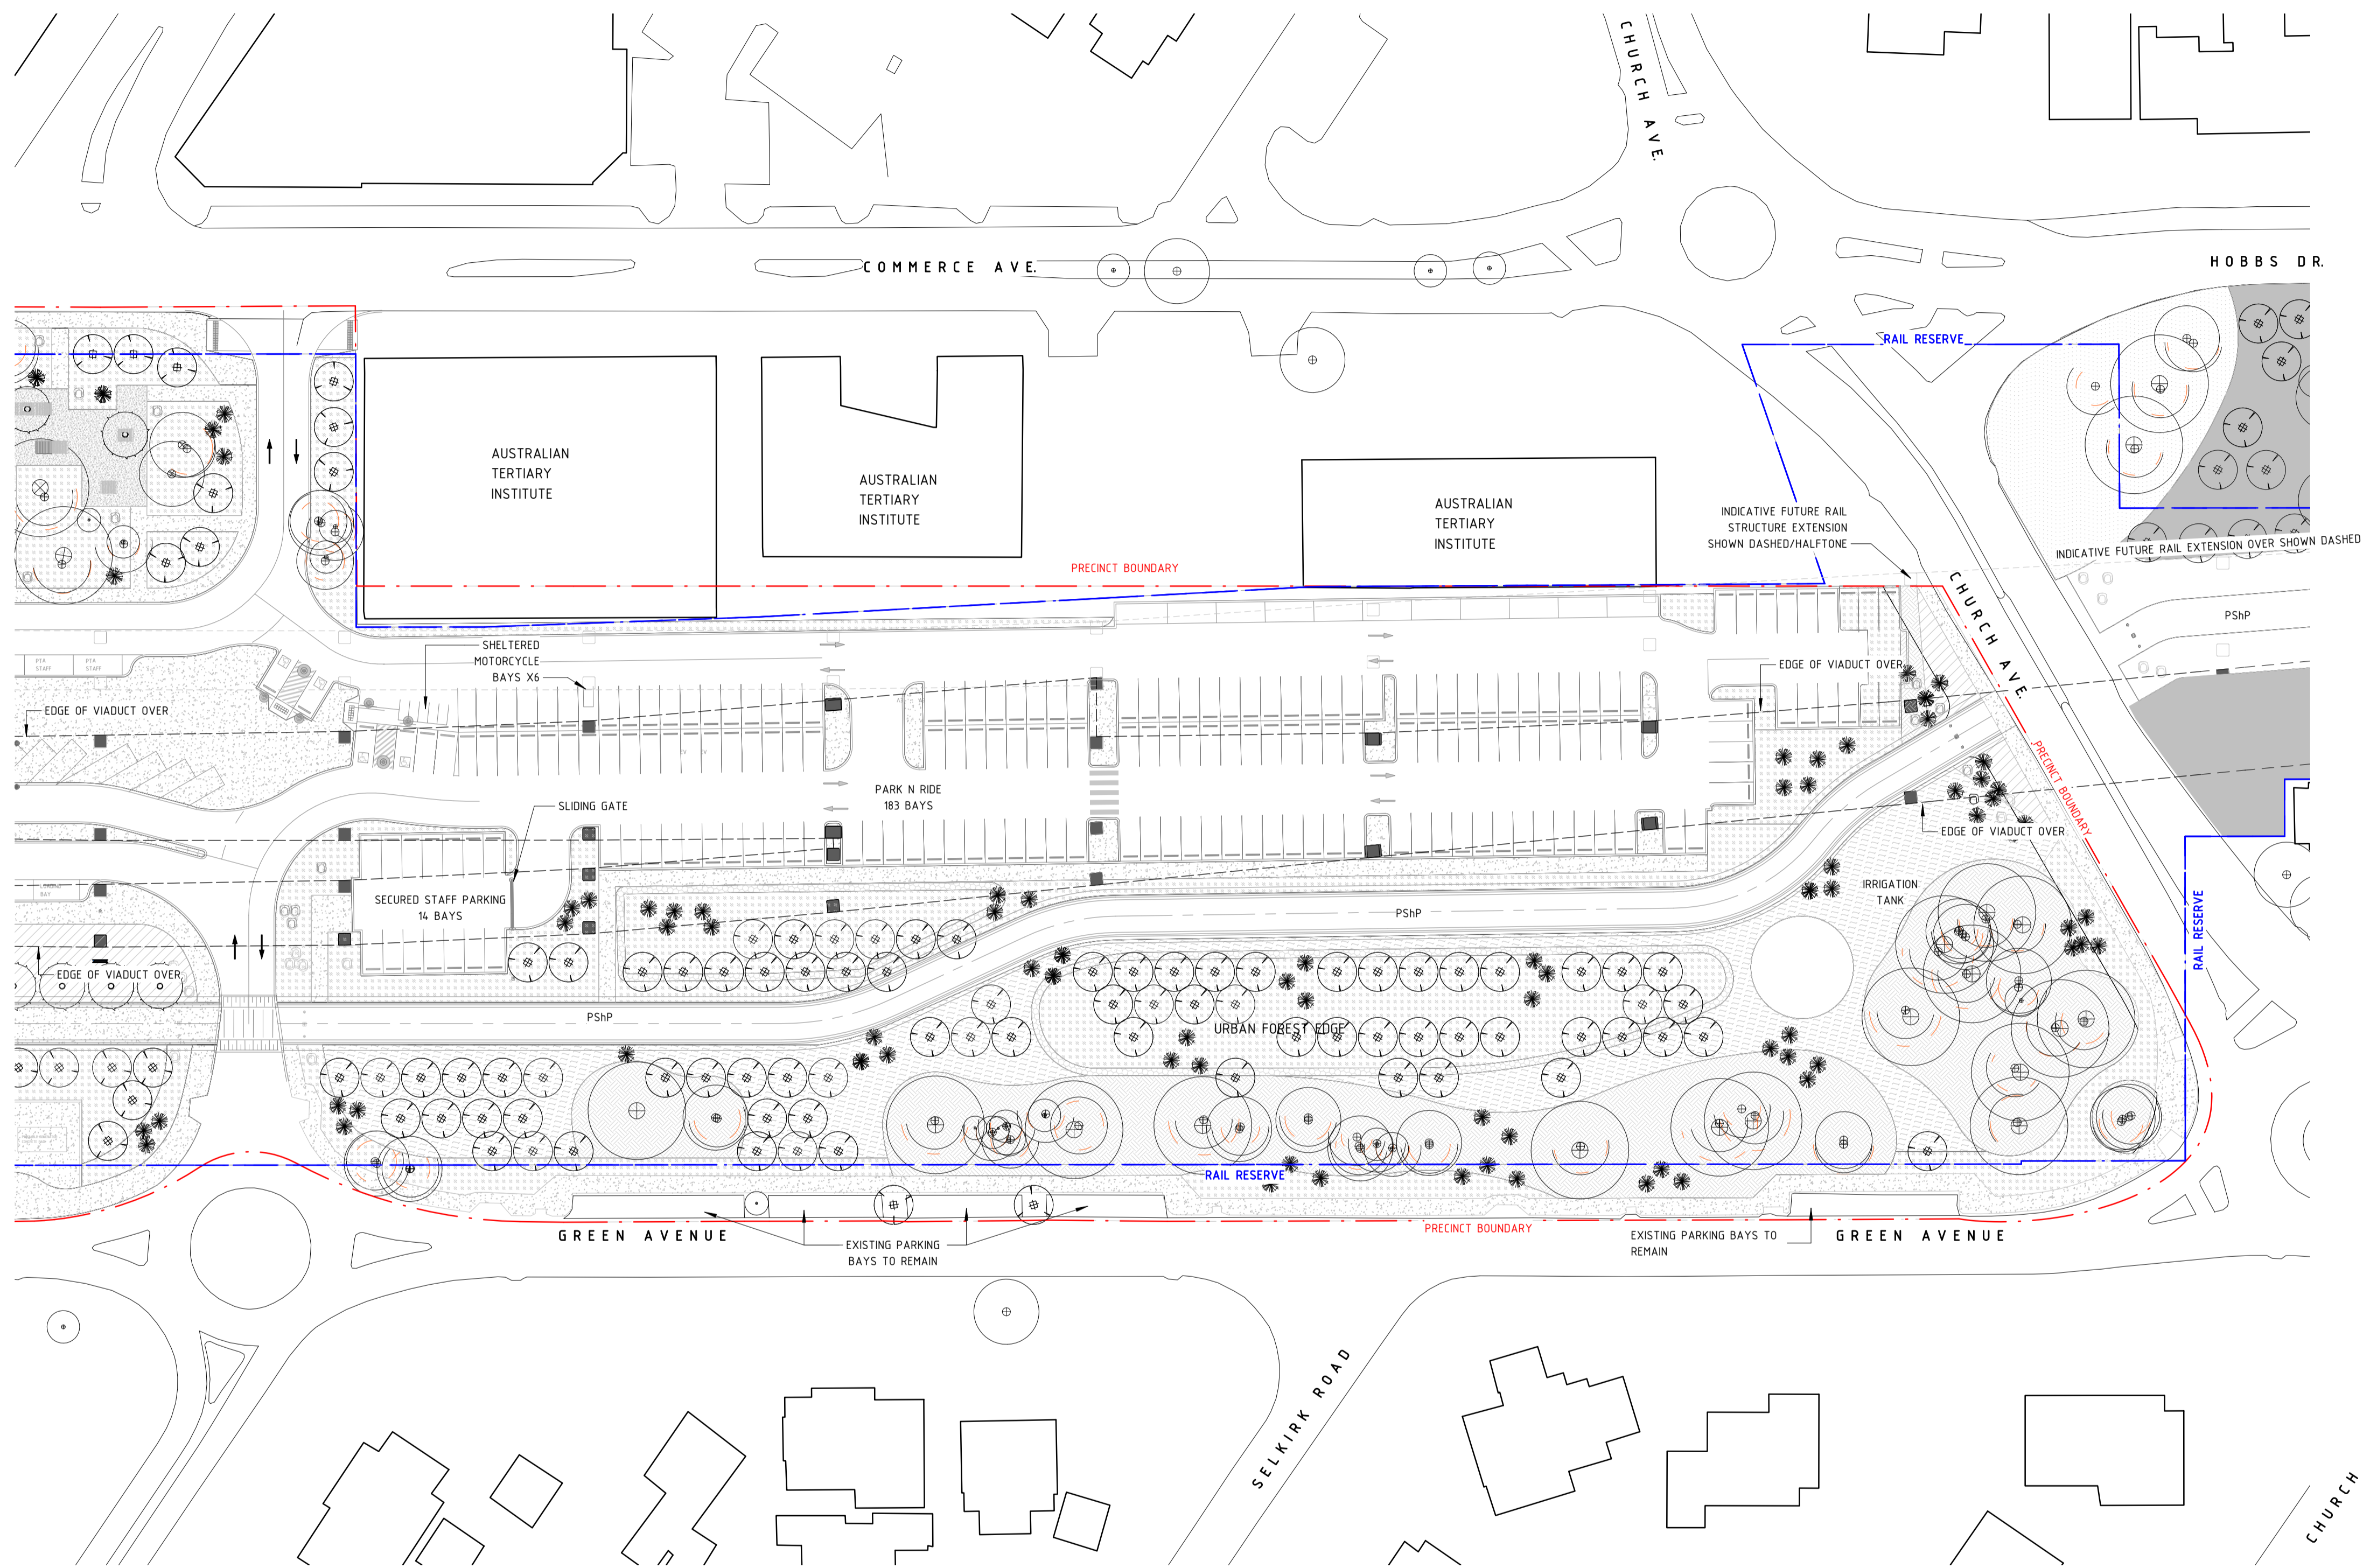 CHURCH AVE.
COMMERCE AVE.
HOBBS DR.
RAIL RESERVE
AUSTRALIAN
TERTIARY
INSTITUTE
AUSTRALIAN
TERTIARY
INSTITUTE
AUSTRALIAN
TERTIARY
INSTITUTE
INDICATIVE FUTURE RAIL
STRUCTURE EXTENSION
SHOWN DASHED/HALFTONE
INDICATIVE FUTURE RAIL EXTENSION OVER SHOWN DASHED
PRECINCT BOUNDARY
CHURCH AVE.
PShP
SHELTERED
MOTORCYCLE
BAYS X6
PTA
STAFF
PTA
STAFF
EDGE OF VIADUCT OVER
EDGE OF VIADUCT OVER
PRECINCT BOUNDARY
PARK N RIDE
183 BAYS
SLIDING GATE
EDGE OF VIADUCT OVER
SECURED STAFF PARKING
14 BAYS
BAY
IRRIGATION
TANK
PShP
RAIL RESERVE
EDGE OF VIADUCT OVER
PShP
URBAN FOREST EDGE
RAIL RESERVE
PRECINCT BOUNDARY
GREEN AVENUE
EXISTING PARKING
BAYS TO REMAIN
EXISTING PARKING BAYS TO
REMAIN
GREEN AVENUE
SELKIRK ROAD
CHURCH